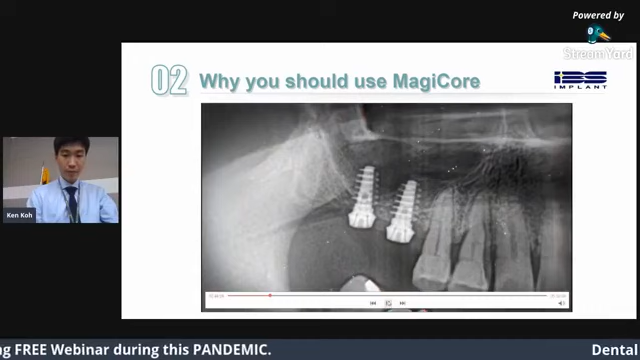 Powered by
StreamYard
02 Why you should use MagiCore
IBS
IMPLANT
Ken Koh
ng FREE Webinar during this PANDEMIC.
Dental